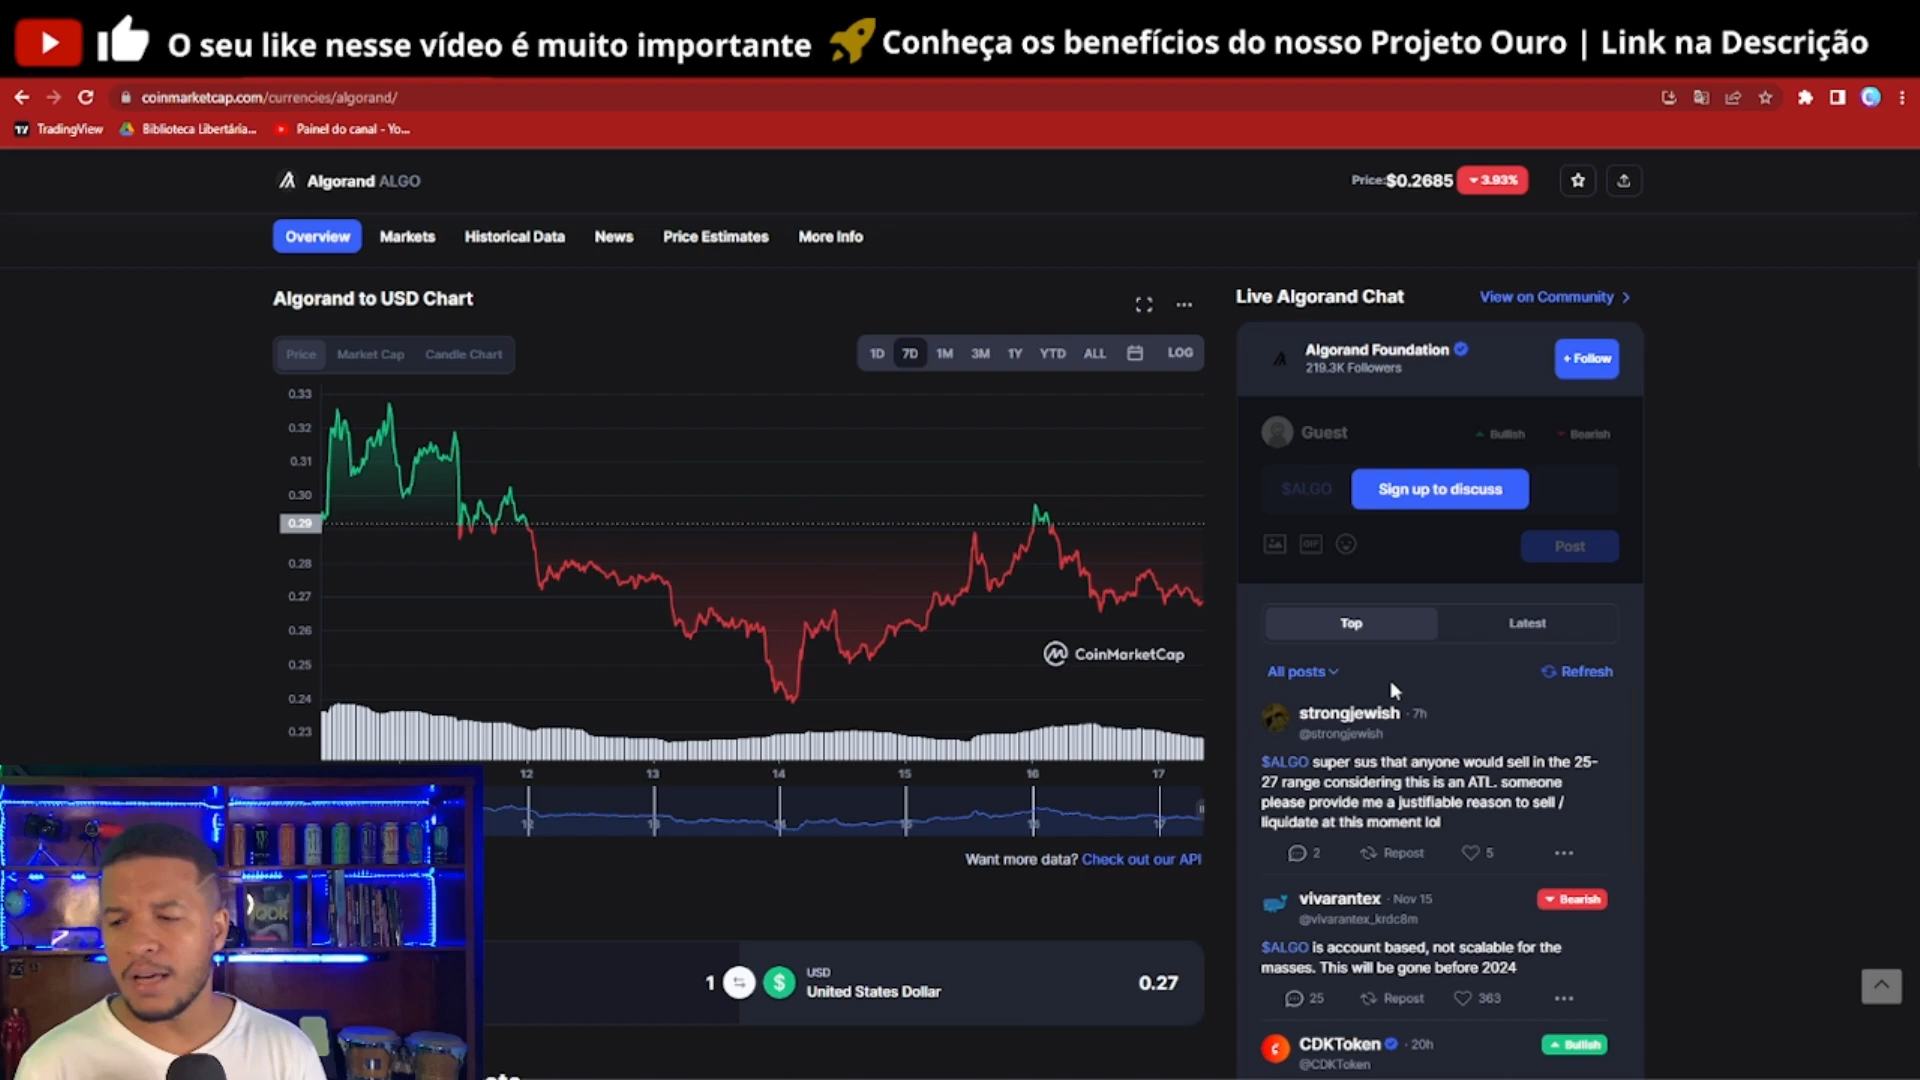 O seu like nesse vídeo é muito importante
Conheça os benefícios do nosso Projeto Ouro | Link na Descrição
coinmarketcap.com/currencies/algorand/
TradingView
Biblioteca Libertária...
Painel do canal - Yo...
Algorand ALGO
Price:$0.2685
3.93%
Overview
Markets
Historical Data
News
Price Estimates
More Info
Algorand to USD Chart
Price
Market Cap
Candle Chart
1D
7D
1M
3M
1Y
YTD
ALL
LOG
0.33
0.32
0.31
0.30
0.29
0.28
0.27
0.26
0.25
0.24
0.23
CoinMarketCap
12
13
14
15
16
17
12
13
14
15
16
17
Want more data? Check out our API
1
USD
United States Dollar
0.27
Live Algorand Chat
View on Community
Algorand Foundation
219.3K Followers
+ Follow
Guest
Bullish
Bearish
$ALGO
Sign up to discuss
GIF
Post
Top
Latest
All posts
Refresh
strongjewish · 7h
@strongjewish
$ALGO super sus that anyone would sell in the 25-
27 range considering this is an ATL. someone
please provide me a justifiable reason to sell /
liquidate at this moment lol
2
Repost
5
vivarantex · Nov 15
Bearish
@vivarantex_krdc8m
$ALGO is account based, not scalable for the
masses. This will be gone before 2024
25
Repost
363
CDKToken · 20h
Bullish
@CDKToken